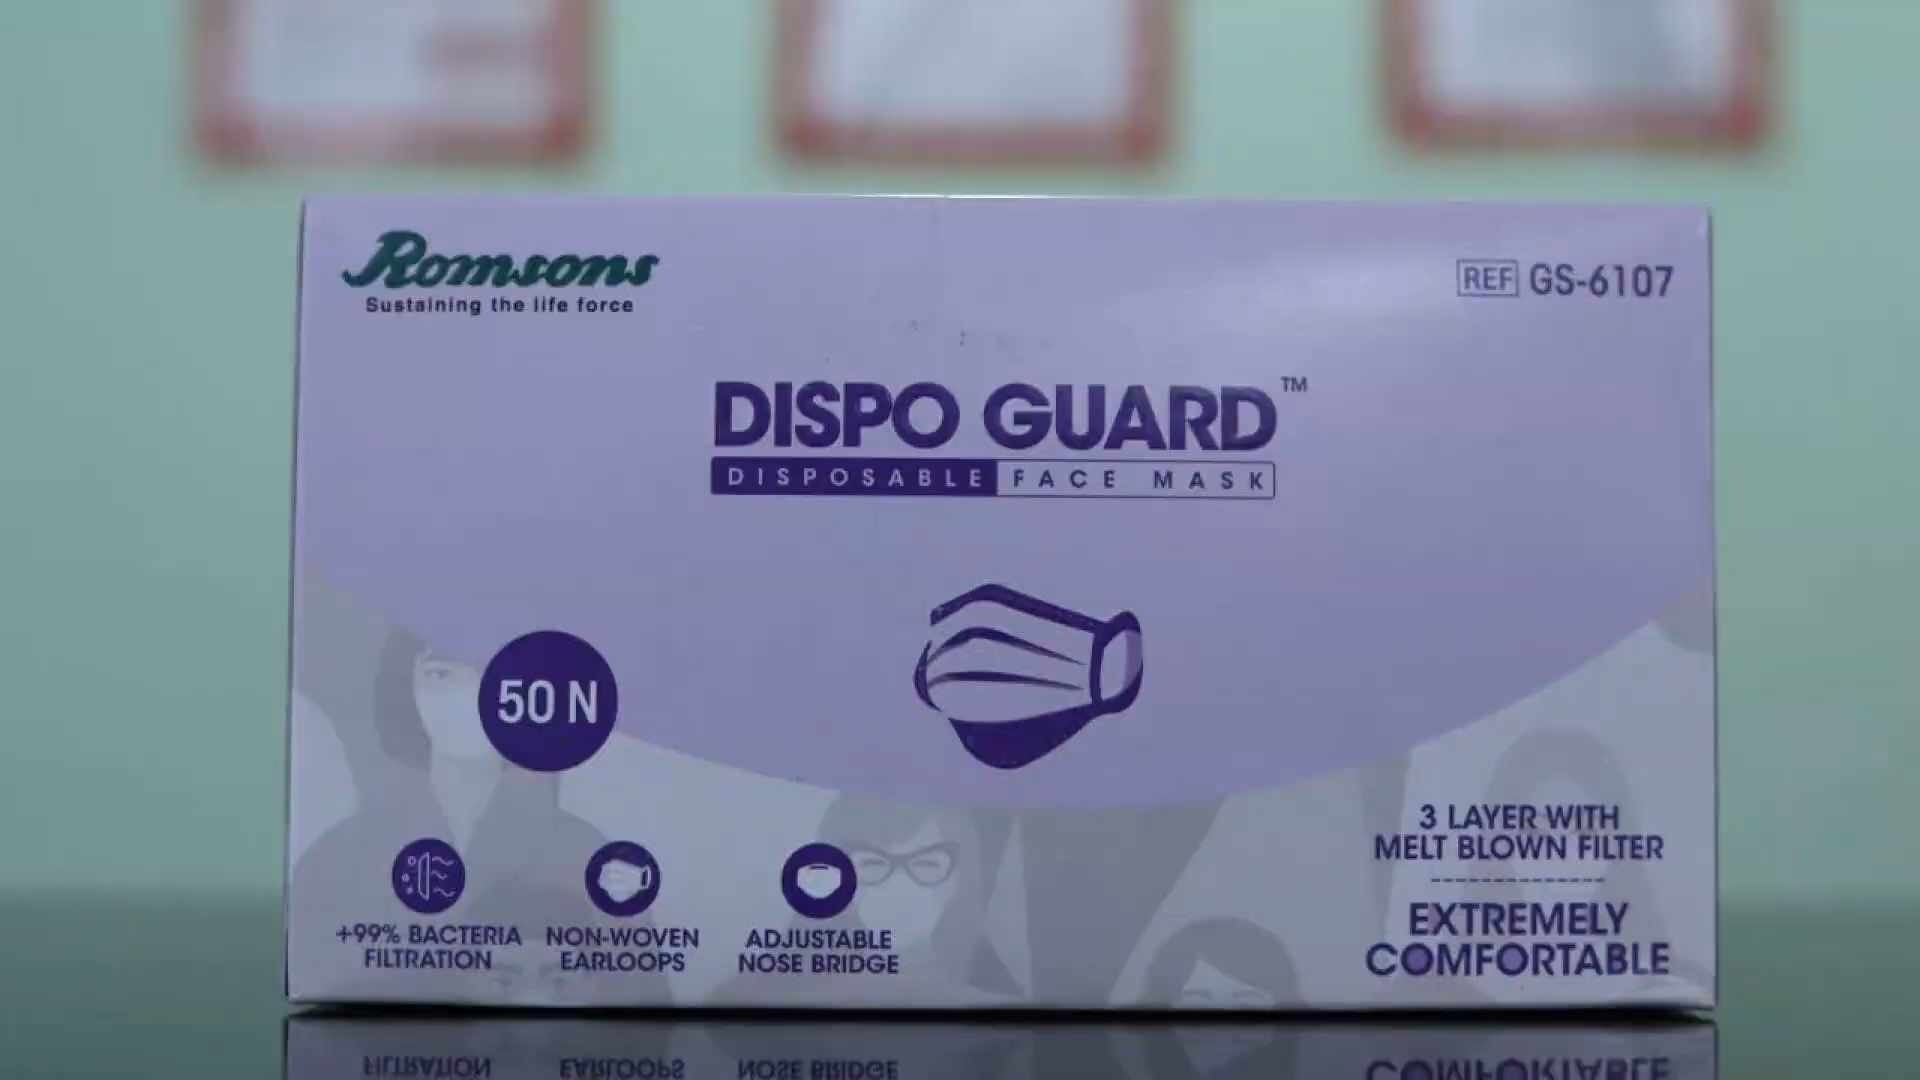 Romsons
Sustaining the life force
REF GS-6107
DISPO GUARD™
DISPOSABLE FACE MASK
50 N
+99% BACTERIA
FILTRATION
NON-WOVEN
EARLOOPS
ADJUSTABLE
NOSE BRIDGE
3 LAYER WITH
MELT BLOWN FILTER
EXTREMELY
COMFORTABLE